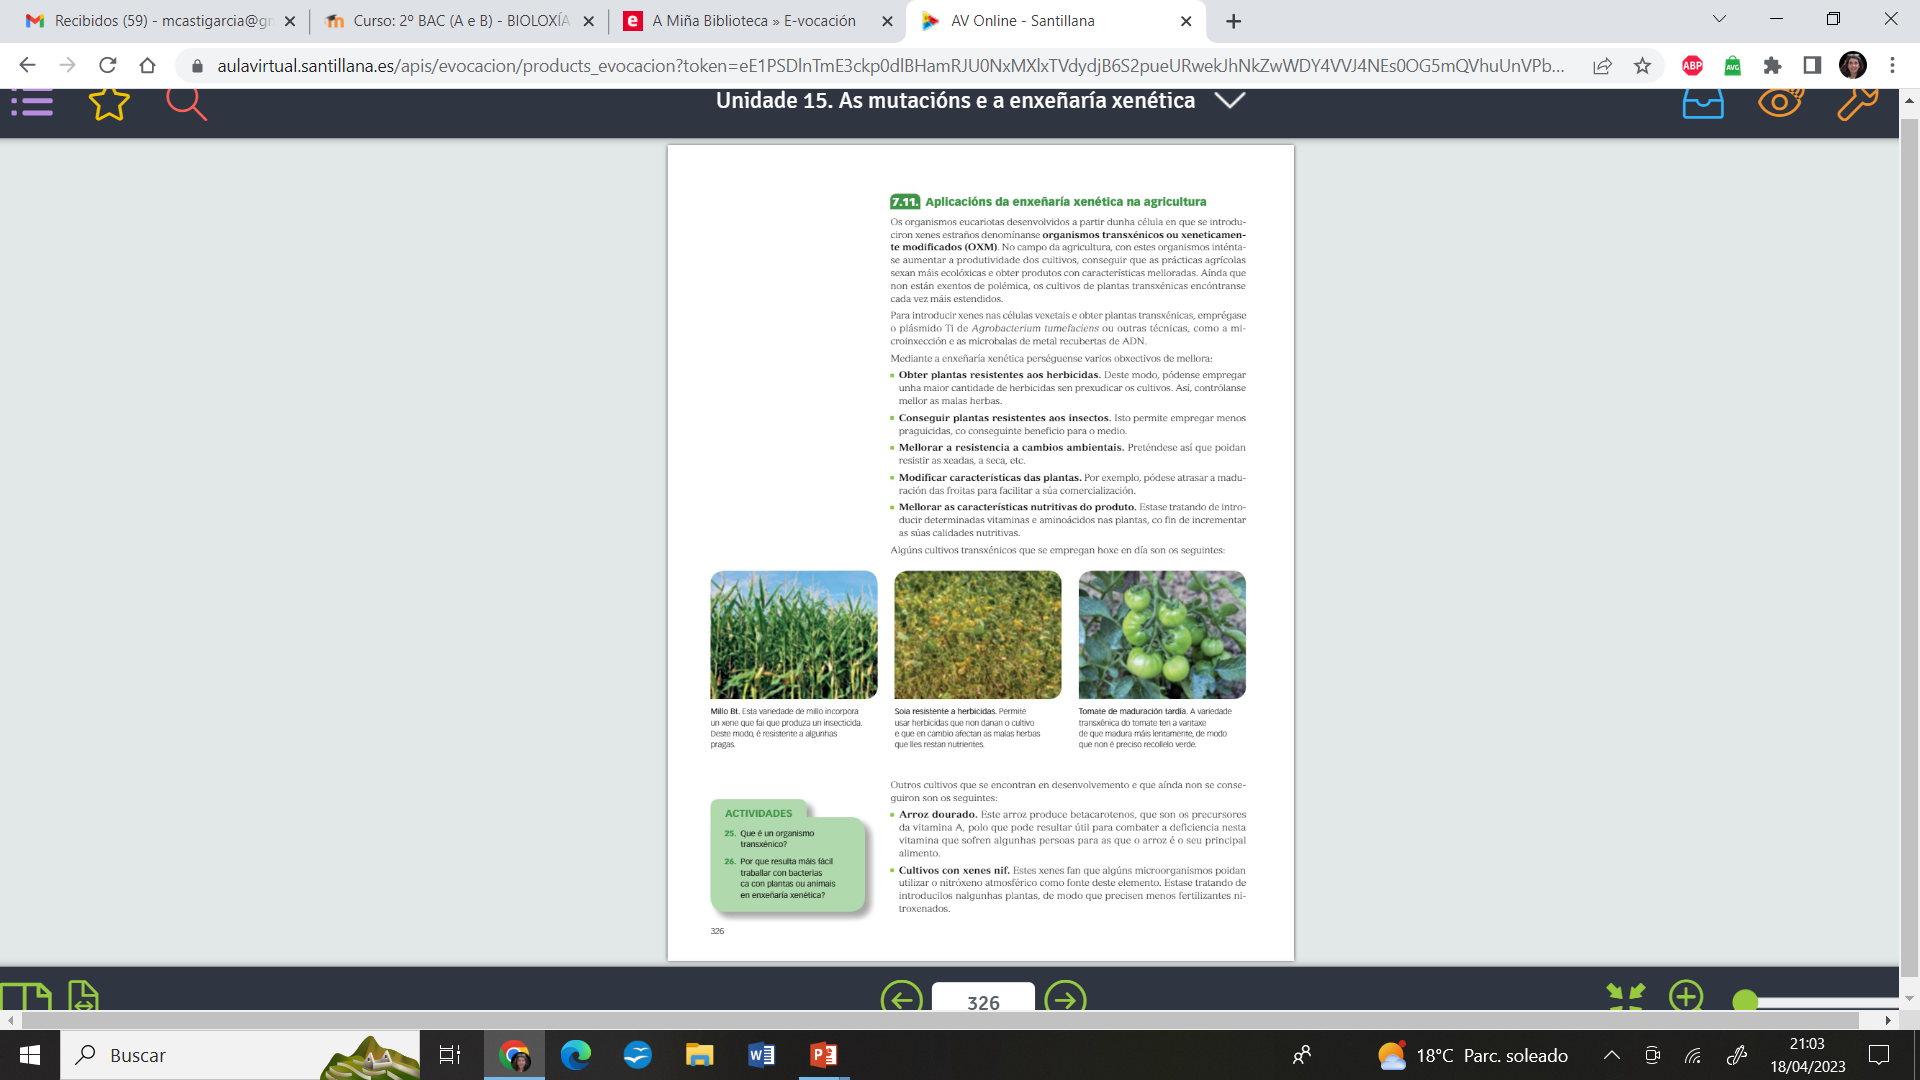 Recibidos (59) - mcastigarcia@gm
Curso: 2º BAC (A e B) - BIOLOXÍA
A Miña Biblioteca » E-vocación
AV Online - Santillana
aulavirtual.santillana.es/apis/evocacion/products_evocacion?token=
Unidade 15. As mutacións e a enxeñaría xenética
7.11. Aplicacións da enxeñaría xenética na agricultura
Os organismos eucariotas desenvolvidos a partir dunha célula en que se introdu-
ciron xenes estraños denomínanse organismos transxénicos ou xeneticamen-
te modificados (OXM). No campo da agricultura, con estes organismos inténta-
se aumentar a produtividade dos cultivos, conseguir que as prácticas agrícolas
sexan máis ecolóxicas e obter produtos con características melloradas. Aínda que
non están exentos de polémica, os cultivos de plantas transxénicas encóntranse
cada vez máis estendidos.
Para introducir xenes nas células vexetais e obter plantas transxénicas, emprégase
o plásmido Ti de Agrobacterium tumefaciens ou outras técnicas, como a mi-
croinxección e as microbalas de metal recubertas de ADN.
Mediante a enxeñaría xenética perséguense varios obxectivos de mellora:
Obter plantas resistentes aos herbicidas. Deste modo, pódense empregar
unha maior cantidade de herbicidas sen prexudicar os cultivos. Así, contrólanse
mellor as malas herbas.
Conseguir plantas resistentes aos insectos. Isto permite empregar menos
praguicidas, co conseguinte beneficio para o medio.
Mellorar a resistencia a cambios ambientais. Preténdese así que poidan
resistir as xeadas, a seca, etc.
Modificar características das plantas. Por exemplo, pódese atrasar a madu-
ración das froitas para facilitar a súa comercialización.
Mellorar as características nutritivas do produto. Estase tratando de intro-
ducir determinadas vitaminas e aminoácidos nas plantas, co fin de incrementar
as súas calidades nutritivas.
Algúns cultivos transxénicos que se empregan hoxe en día son os seguintes:
Millo Bt. Esta variedade de millo incorpora
un xene que fai que produza un insecticida.
Deste modo, é resistente a algunhas
pragas.
Soia resistente a herbicidas. Permite
usar herbicidas que non danan o cultivo
e que en cambio afectan as malas herbas
que lles restan nutrientes.
Tomate de maduración tardía. A variedade
transxénica do tomate ten a vantaxe
de que madura máis lentamente, de modo
que non é preciso recollelo verde.
Outros cultivos que se encontran en desenvolvemento e que aínda non se conse-
guiron son os seguintes:
Arroz dourado. Este arroz produce betacarotenos, que son os precursores
da vitamina A, polo que pode resultar útil para combater a deficiencia nesta
vitamina que sofren algunhas persoas para as que o arroz é o seu principal
alimento.
Cultivos con xenes nif. Estes xenes fan que algúns microorganismos poidan
utilizar o nitróxeno atmosférico como fonte deste elemento. Estase tratando de
introducilos nalgunhas plantas, de modo que precisen menos fertilizantes ni-
troxenados.
ACTIVIDADES
25. Que é un organismo
transxénico?
26. Por que resulta máis fácil
traballar con bacterias
ca con plantas ou animais
en enxeñaría xenética?
326
326
Buscar
18°C Parc. soleado
21:03
18/04/2023